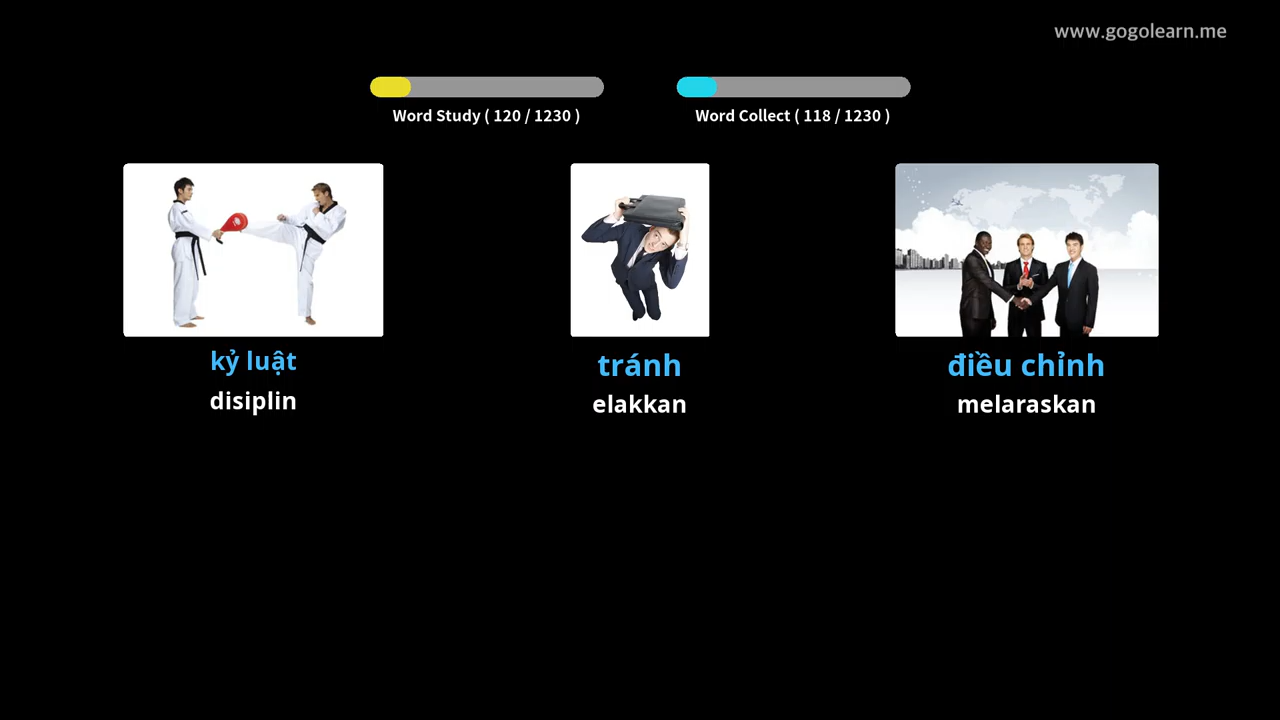 www.gogolearn.me
Word Study ( 120 / 1230 )
Word Collect ( 118 / 1230 )
kỷ luật
disiplin
tránh
elakkan
điều chỉnh
melaraskan